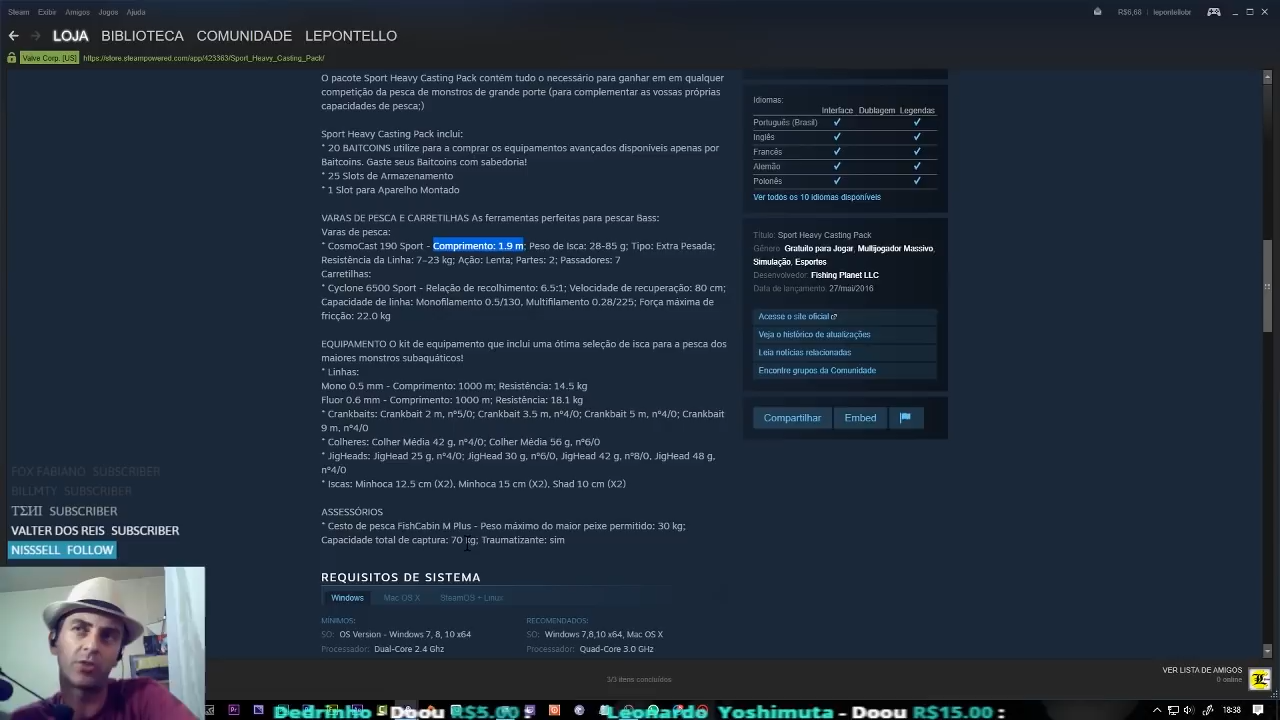 Steam Exibe Amigos Jogos Ajuda
R$6,68 lepontellobr
LOJA BIBLIOTECA COMUNIDADE LEPONTELLO
Valve Corp. [US] https://store.steampowered.com/app/423363/Sport_Heavy_Casting_Pack/
O pacote Sport Heavy Casting Pack contém tudo o necessário para ganhar em em qualquer
competição da pesca de monstros de grande porte (para complementar as vossas próprias
capacidades de pesca;)
Sport Heavy Casting Pack inclui:
* 20 BAITCOINS utilize para a comprar os equipamentos avançados disponíveis apenas por
Baitcoins. Gaste seus Baitcoins com sabedoria!
* 25 Slots de Armazenamento
* 1 Slot para Aparelho Montado
VARAS DE PESCA E CARRETILHAS As ferramentas perfeitas para pescar Bass:
Varas de pesca:
* CosmoCast 190 Sport - Comprimento: 1.9 m; Peso de Isca: 28-85 g; Tipo: Extra Pesada;
Resistência da Linha: 7–23 kg; Ação: Lenta; Partes: 2; Passadores: 7
Carretilhas:
* Cyclone 6500 Sport - Relação de recolhimento: 6.5:1; Velocidade de recuperação: 80 cm;
Capacidade de linha: Monofilamento 0.5/130, Multifilamento 0.28/225; Força máxima de
fricção: 22.0 kg
EQUIPAMENTO O kit de equipamento que inclui uma ótima seleção de isca para a pesca dos
maiores monstros subaquáticos!
* Linhas:
Mono 0.5 mm - Comprimento: 1000 m; Resistência: 14.5 kg
Fluor 0.6 mm - Comprimento: 1000 m; Resistência: 18.1 kg
* Crankbaits: Crankbait 2 m, nº5/0; Crankbait 3.5 m, nº4/0; Crankbait 5 m, nº4/0; Crankbait
9 m, nº4/0
* Colheres: Colher Média 42 g, nº4/0; Colher Média 56 g, nº6/0
* JigHeads: JigHead 25 g, nº4/0; JigHead 30 g, nº6/0, JigHead 42 g, nº8/0, JigHead 48 g,
nº4/0
* Iscas: Minhoca 12.5 cm (X2), Minhoca 15 cm (X2), Shad 10 cm (X2)
ASSESSÓRIOS
* Cesto de pesca FishCabin M Plus - Peso máximo do maior peixe permitido: 30 kg;
Capacidade total de captura: 70 kg; Traumatizante: sim
REQUISITOS DE SISTEMA
Windows Mac OS X SteamOS + Linux
MÍNIMOS:
SO: OS Version - Windows 7, 8, 10 x64
Processador: Dual-Core 2.4 Ghz
RECOMENDADOS:
SO: Windows 7,8,10 x64, Mac OS X
Processador: Quad-Core 3.0 GHz
Idiomas:
Interface Dublagem Legendas
Português (Brasil) ✓ ✓
Inglês ✓ ✓
Francês ✓ ✓
Alemão ✓ ✓
Polonês ✓ ✓
Ver todos os 10 idiomas disponíveis
Título: Sport Heavy Casting Pack
Gênero: Gratuito para Jogar, Multijogador Massivo,
Simulação, Esportes
Desenvolvedor: Fishing Planet LLC
Data de lançamento: 27/mai/2016
Acesse o site oficial
Veja o histórico de atualizações
Leia notícias relacionadas
Encontre grupos da Comunidade
Compartilhar Embed
FOX FABIANO SUBSCRIBER
BILLMTY SUBSCRIBER
SUBSCRIBER
VALTER DOS REIS SUBSCRIBER
NISSSELL FOLLOW
3/3 itens concluídos
VER LISTA DE AMIGOS
0 online
Pedrinho - Doou R$5.00 : Leonardo Yoshimuta - Doou R$15.00 :
18:38